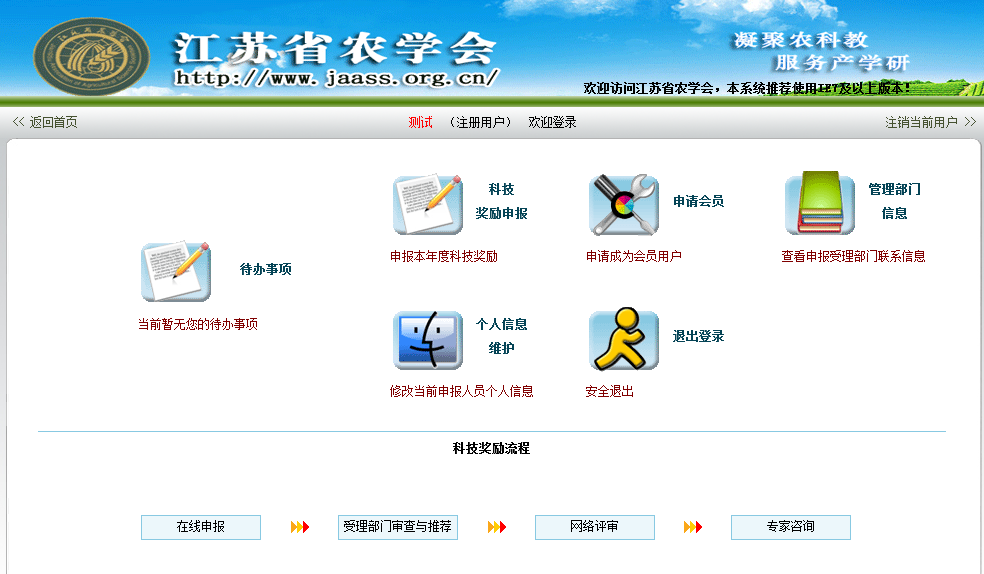 江苏省农学会
http://www.jaass.org.cn/
凝聚农科教
服务产学研
欢迎访问江苏省农学会，本系统推荐使用IE7及以上版本！
<< 返回首页
测试 （注册用户） 欢迎登录
注销当前用户 >>
待办事项
当前暂无您的待办事项
科技
奖励申报
申报本年度科技奖励
申请会员
申请成为会员用户
管理部门
信息
查看申报受理部门联系信息
个人信息
维护
修改当前申报人员个人信息
退出登录
安全退出
科技奖励流程
在线申报
受理部门审查与推荐
网络评审
专家咨询